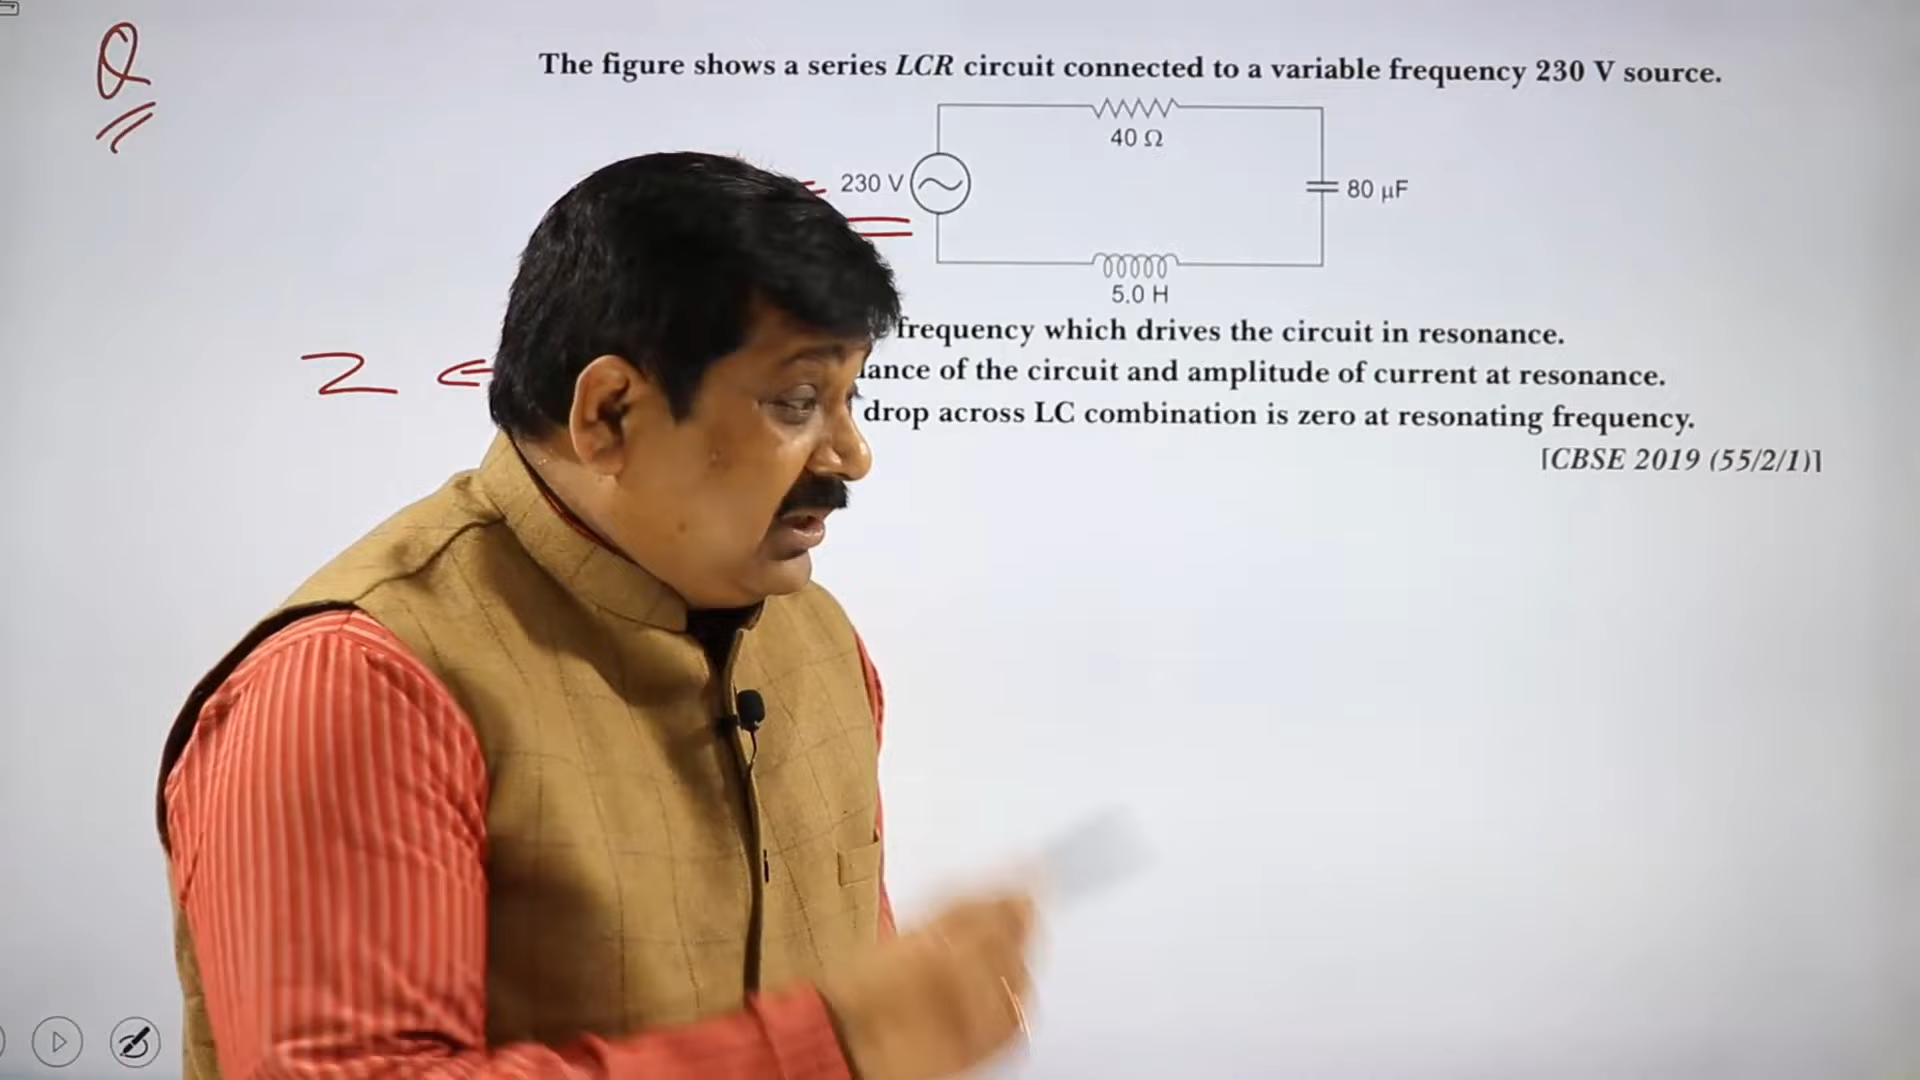 Q
The figure shows a series LCR circuit connected to a variable frequency 230 V source.
40 Ω
= 230 V
80 µF
5.0 H
frequency which drives the circuit in resonance.
Z
of the circuit and amplitude of current at resonance.
drop across LC combination is zero at resonating frequency.
[CBSE 2019 (55/2/1)]